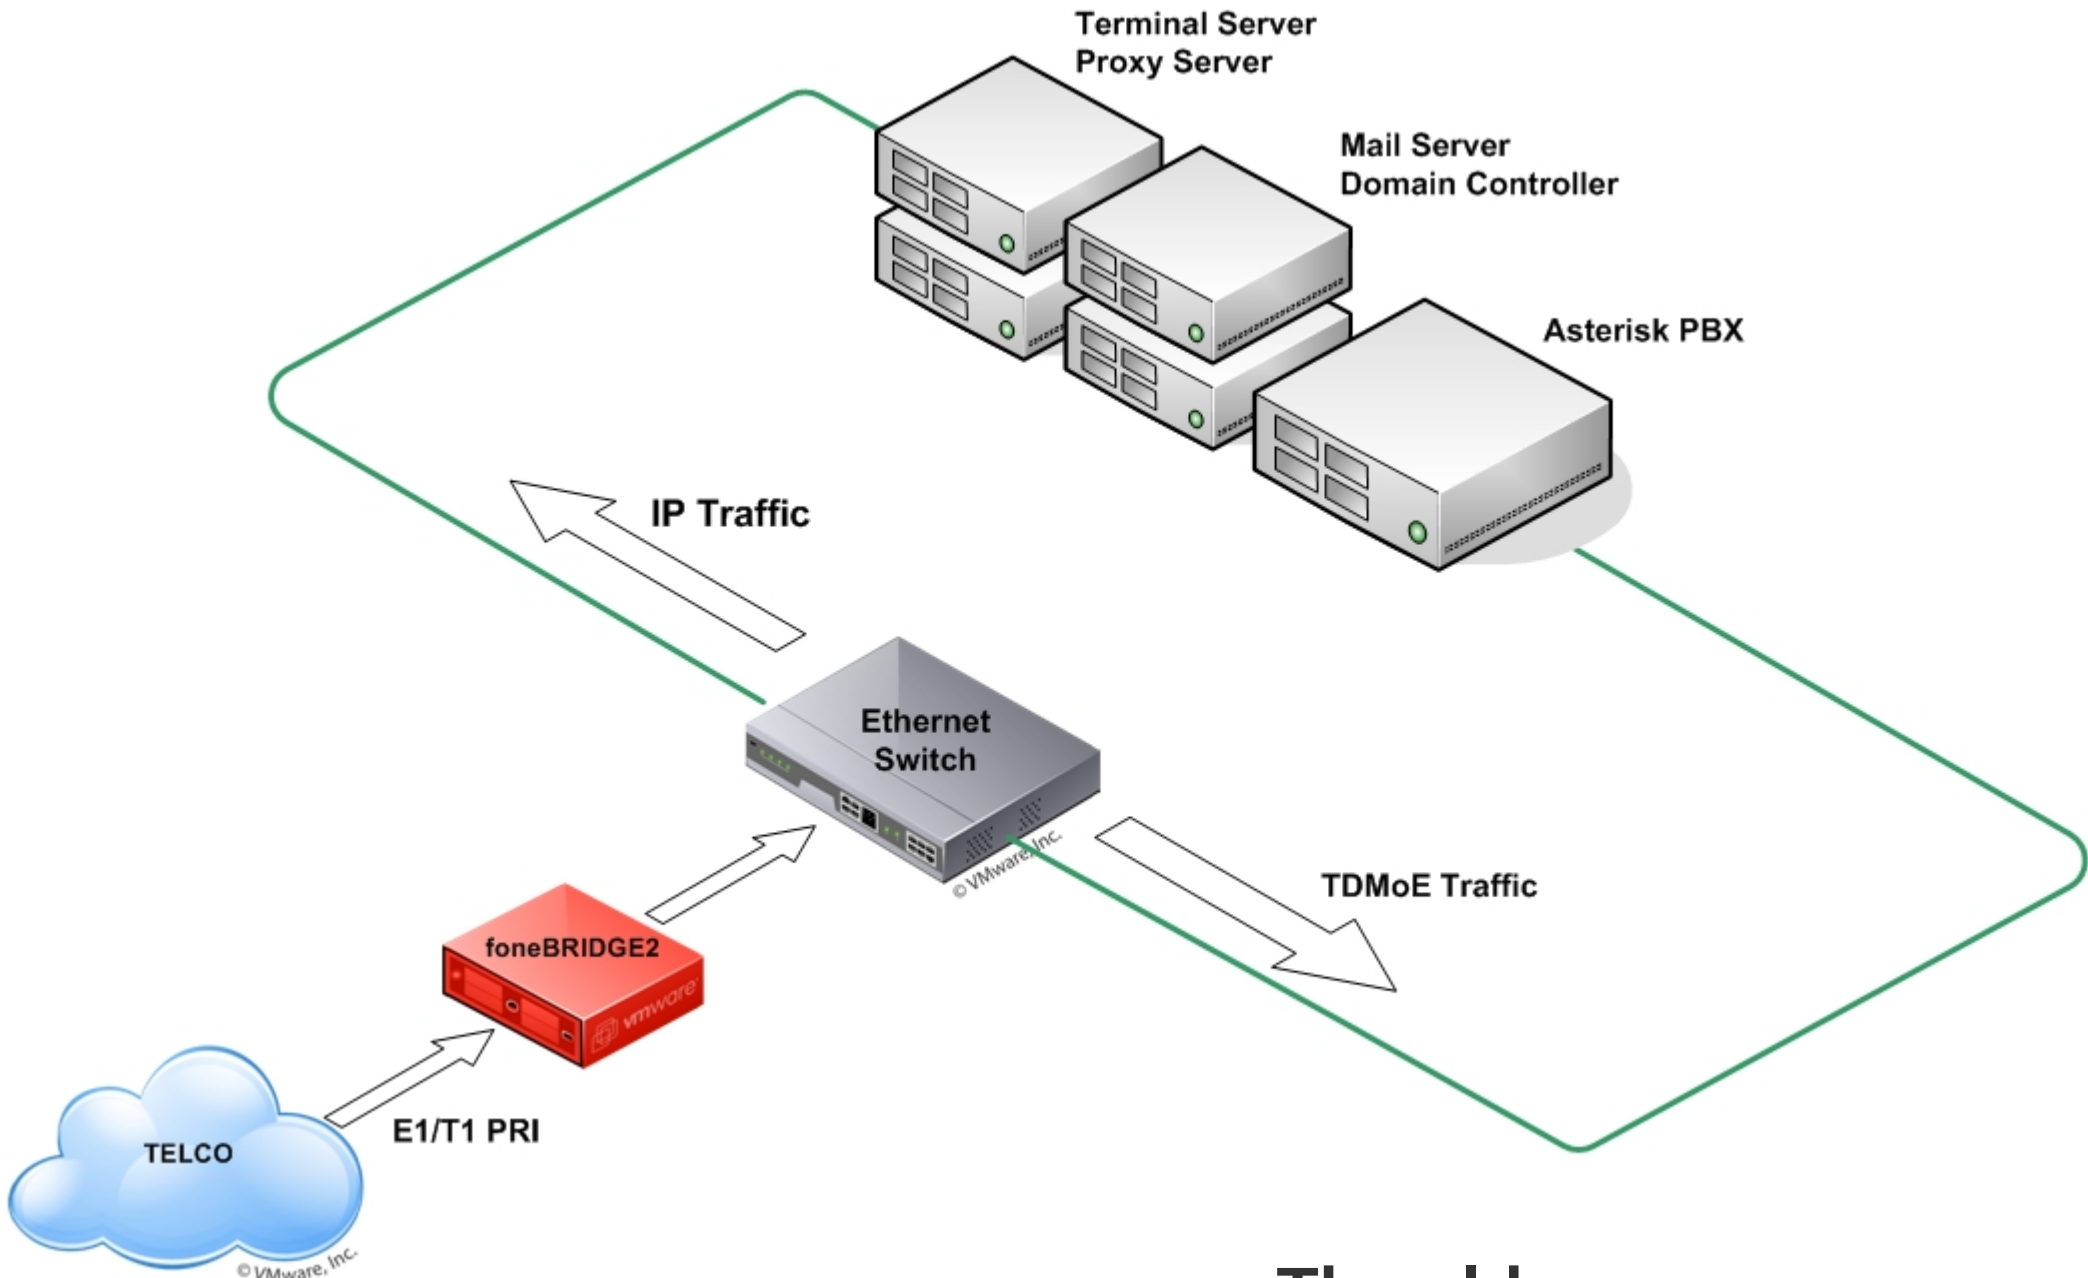 Terminal Server
Proxy Server
Mail Server
Domain Controller
Asterisk PBX
IP Traffic
Ethernet
Switch
© VMware, Inc.
TDMoE Traffic
foneBRIDGE2
vmware
E1/T1 PRI
TELCO
© VMware, Inc.